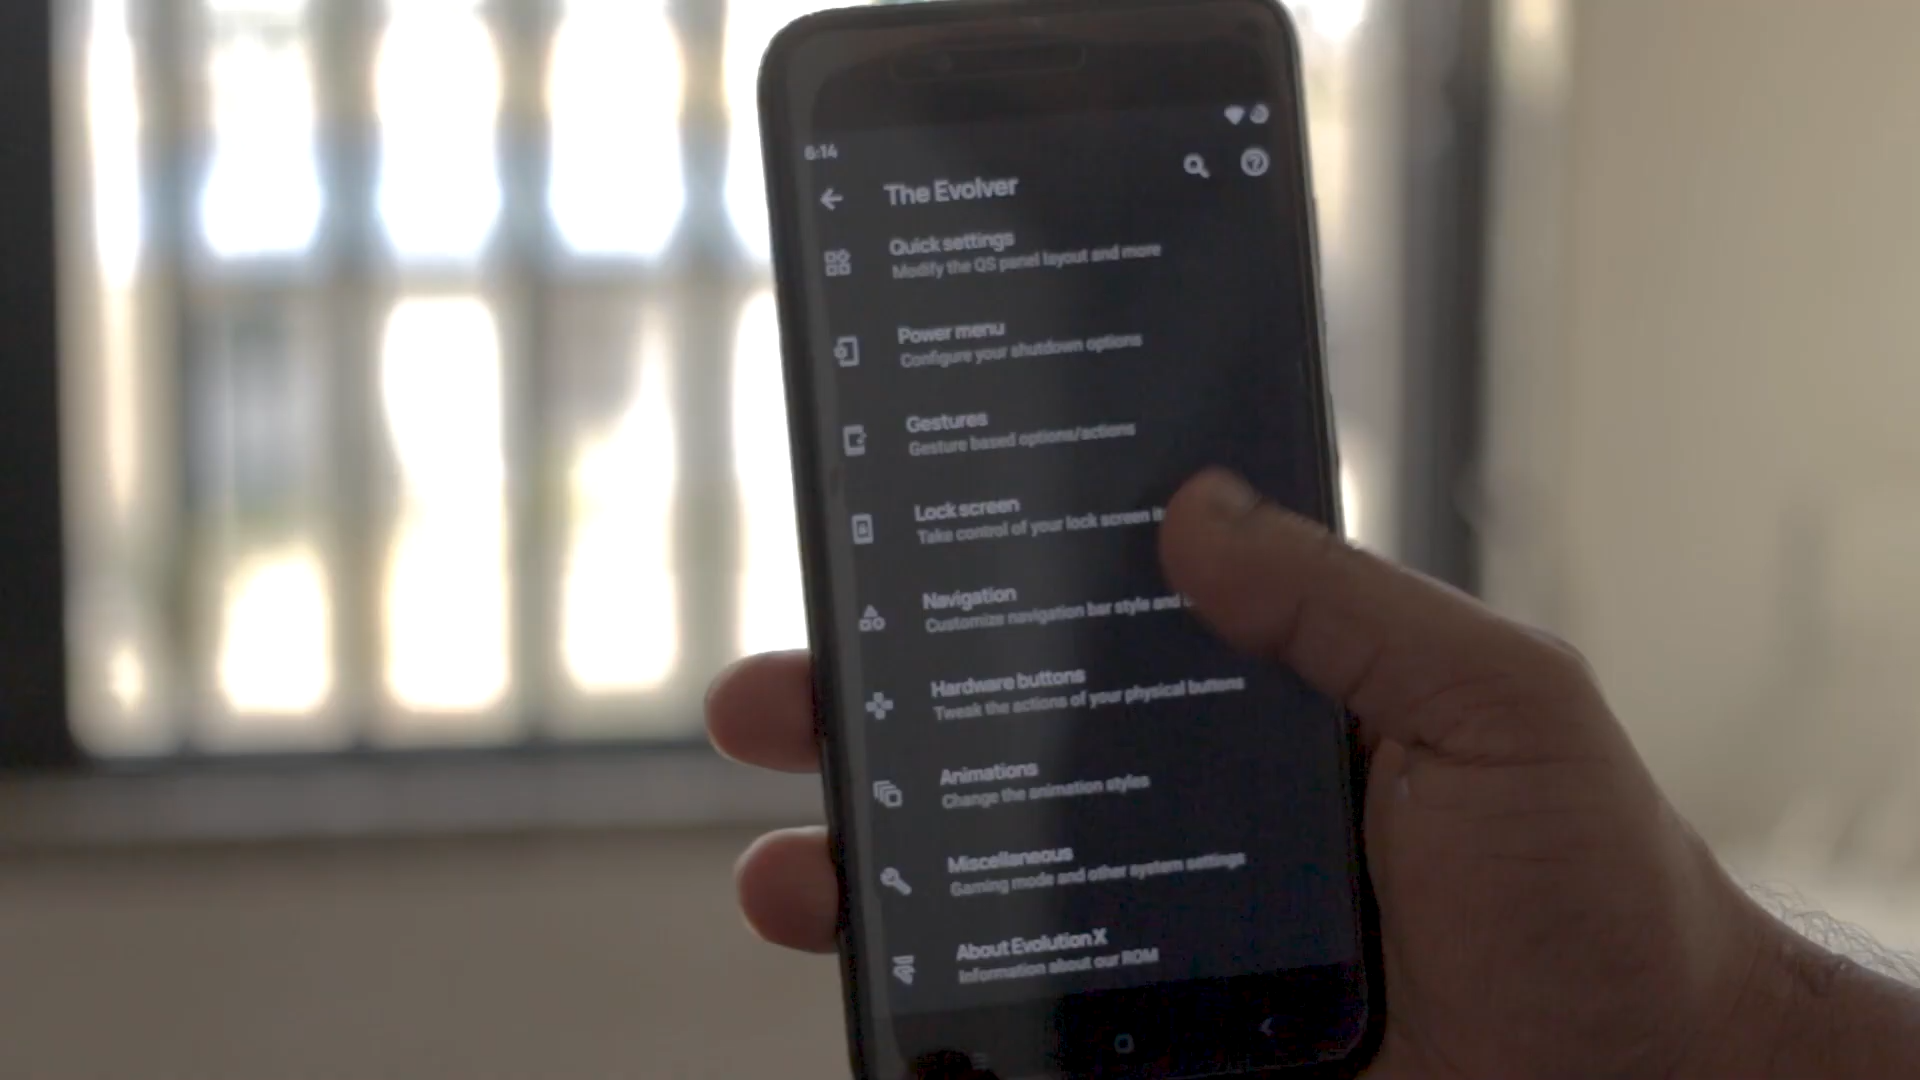 6:14
The Evolver
Quick settings
Modify the QS panel layout and more
Power menu
Configure your shutdown options
Gestures
Gesture based options/actions
Lock screen
Take control of your lock screen
Navigation
Customize navigation bar style and
Hardware buttons
Tweak the actions of your physical buttons
Animations
Change the animation styles
Miscellaneous
Gaming mode and other system settings
About Evolution X
Information about our ROM